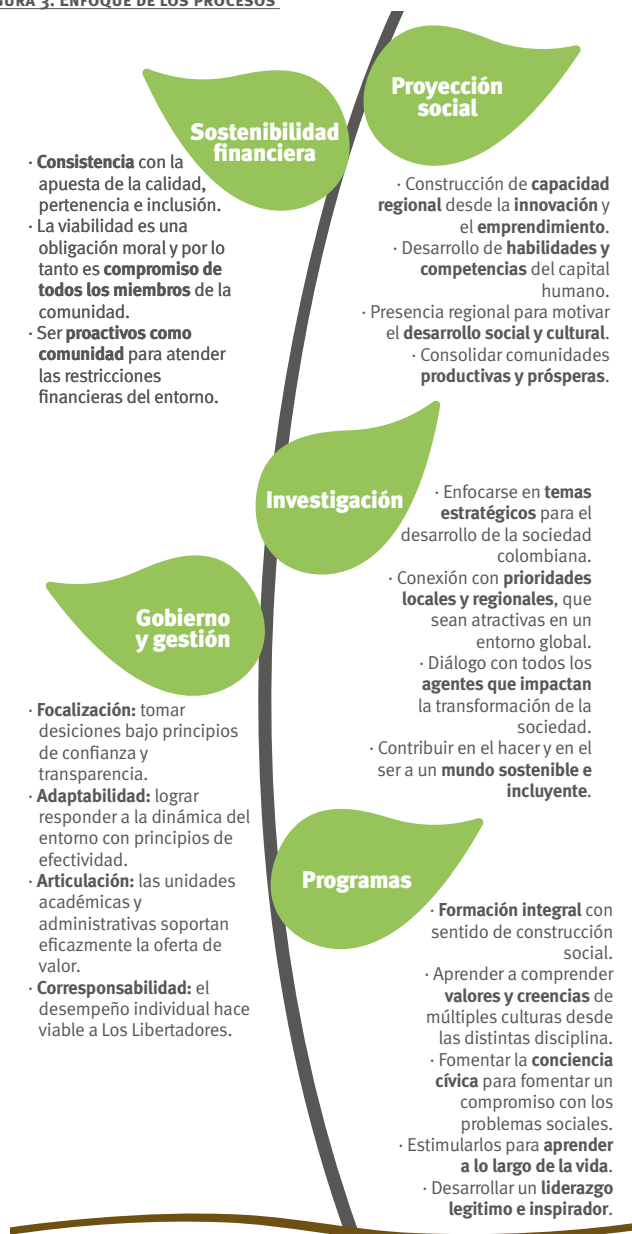 FIGURA 3. ENFOQUE DE LOS PROCESOS
Proyección
social
· Construcción de capacidad
regional desde la innovación y
el emprendimiento.
· Desarrollo de habilidades y
competencias del capital
humano.
· Presencia regional para motivar
el desarrollo social y cultural.
· Consolidar comunidades
productivas y prósperas.
Sostenibilidad
financiera
· Consistencia con la
apuesta de la calidad,
pertenencia e inclusión.
· La viabilidad es una
obligación moral y por lo
tanto es compromiso de
todos los miembros de la
comunidad.
· Ser proactivos como
comunidad para atender
las restricciones
financieras del entorno.
Investigación
· Enfocarse en temas
estratégicos para el
desarrollo de la sociedad
colombiana.
· Conexión con prioridades
locales y regionales, que
sean atractivas en un
entorno global.
· Diálogo con todos los
agentes que impactan
la transformación de la
sociedad.
· Contribuir en el hacer y en el
ser a un mundo sostenible e
incluyente.
Gobierno
y gestión
· Focalización: tomar
desiciones bajo principios
de confianza y
transparencia.
· Adaptabilidad: lograr
responder a la dinámica del
entorno con principios de
efectividad.
· Articulación: las unidades
académicas y
administrativas soportan
eficazmente la oferta de
valor.
· Corresponsabilidad: el
desempeño individual hace
viable a Los Libertadores.
Programas
· Formación integral con
sentido de construcción
social.
· Aprender a comprender
valores y creencias de
múltiples culturas desde
las distintas disciplina.
· Fomentar la conciencia
cívica para fomentar un
compromiso con los
problemas sociales.
· Estimularlos para aprender
a lo largo de la vida.
· Desarrollar un liderazgo
legitimo e inspirador.